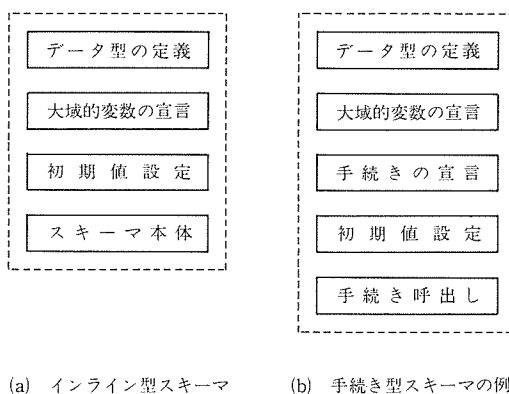 データ型の定義
大域的変数の宣言
初期値設定
スキーマ本体
(a) インライン型スキーマ
データ型の定義
大域的変数の宣言
手続きの宣言
初期値設定
手続き呼出し
(b) 手続き型スキーマの例